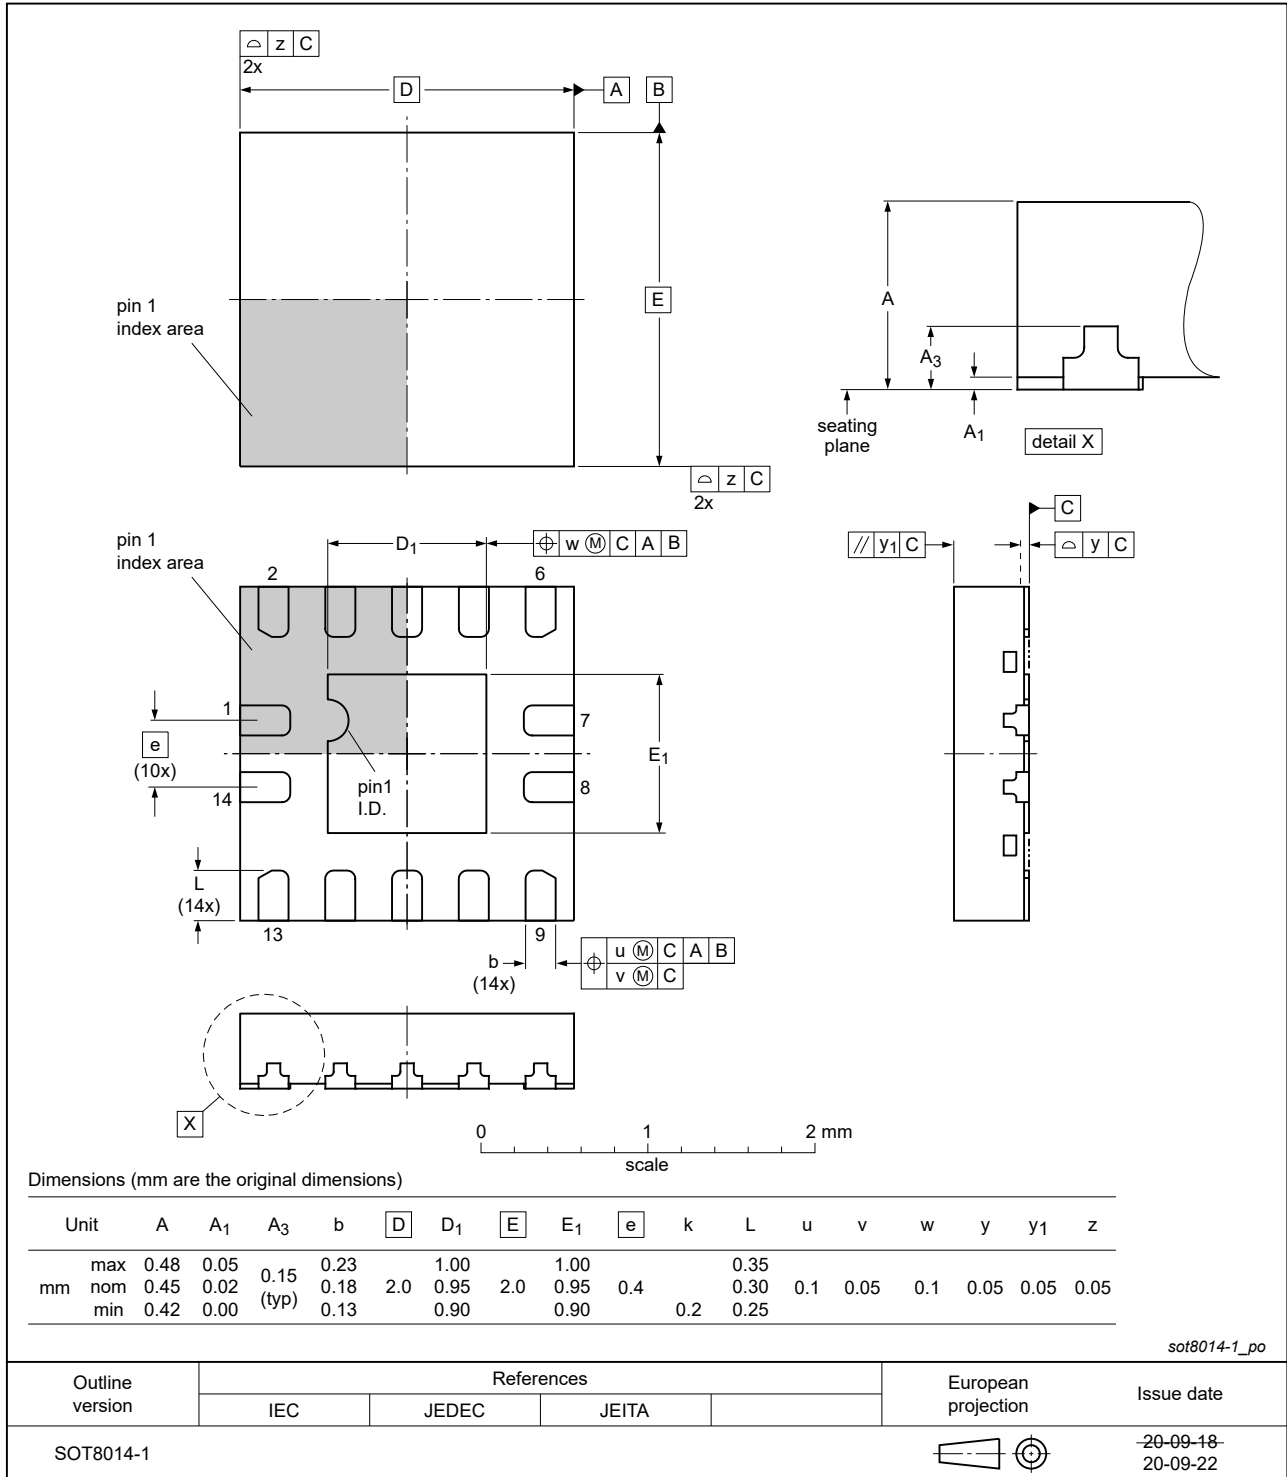 ⌓ z C
2x
D
A
B
pin 1
index area
E
A
A3
A1
seating
plane
detail X
⌓ z C
2x
pin 1
index area
D1
⌖ w Ⓜ C A B
2
6
1
7
e
(10x)
14
8
pin1
I.D.
E1
L
(14x)
13
9
b
(14x)
⌖ u Ⓜ C A B
v Ⓜ C
// y1 C
C
⌓ y C
X
0 1 2 mm
scale
Dimensions (mm are the original dimensions)
Unit A A1 A3 b D D1 E E1 e k L u v w y y1 z
mm
max 0.48 0.05 0.15 (typ) 0.23 2.0 1.00 2.0 1.00 0.4 0.35 0.1 0.05 0.1 0.05 0.05 0.05
nom 0.45 0.02 0.18 0.95 0.95 0.30
min 0.42 0.00 0.13 0.90 0.90 0.2 0.25
sot8014-1_po
Outline
version
References
IEC JEDEC JEITA
European
projection
Issue date
SOT8014-1
20-09-18
20-09-22